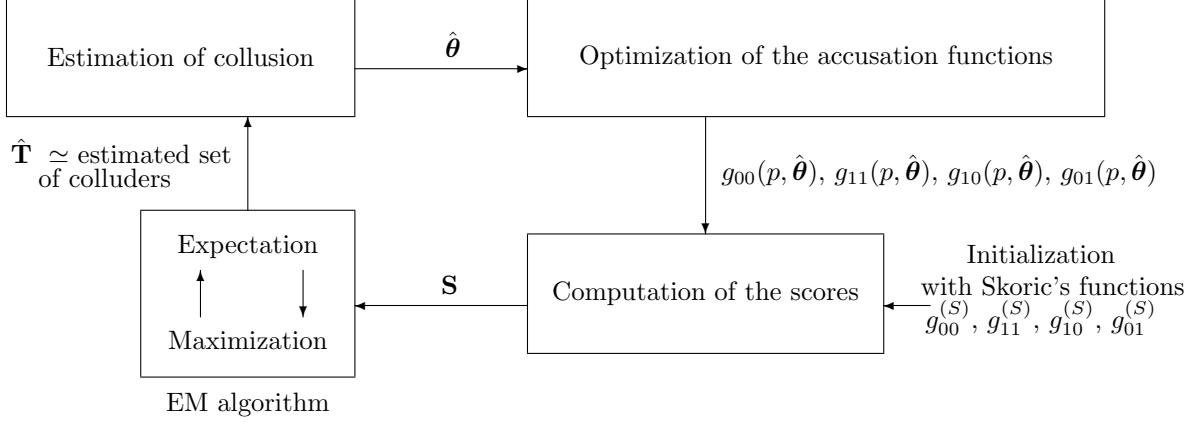 Estimation of collusion
θ̂
Optimization of the accusation functions
T̂ ≃ estimated set
of colluders
g₀₀(p, θ̂), g₁₁(p, θ̂), g₁₀(p, θ̂), g₀₁(p, θ̂)
Expectation
Maximization
EM algorithm
S
Computation of the scores
Initialization
with Skoric's functions
g₀₀^(S), g₁₁^(S), g₁₀^(S), g₀₁^(S)